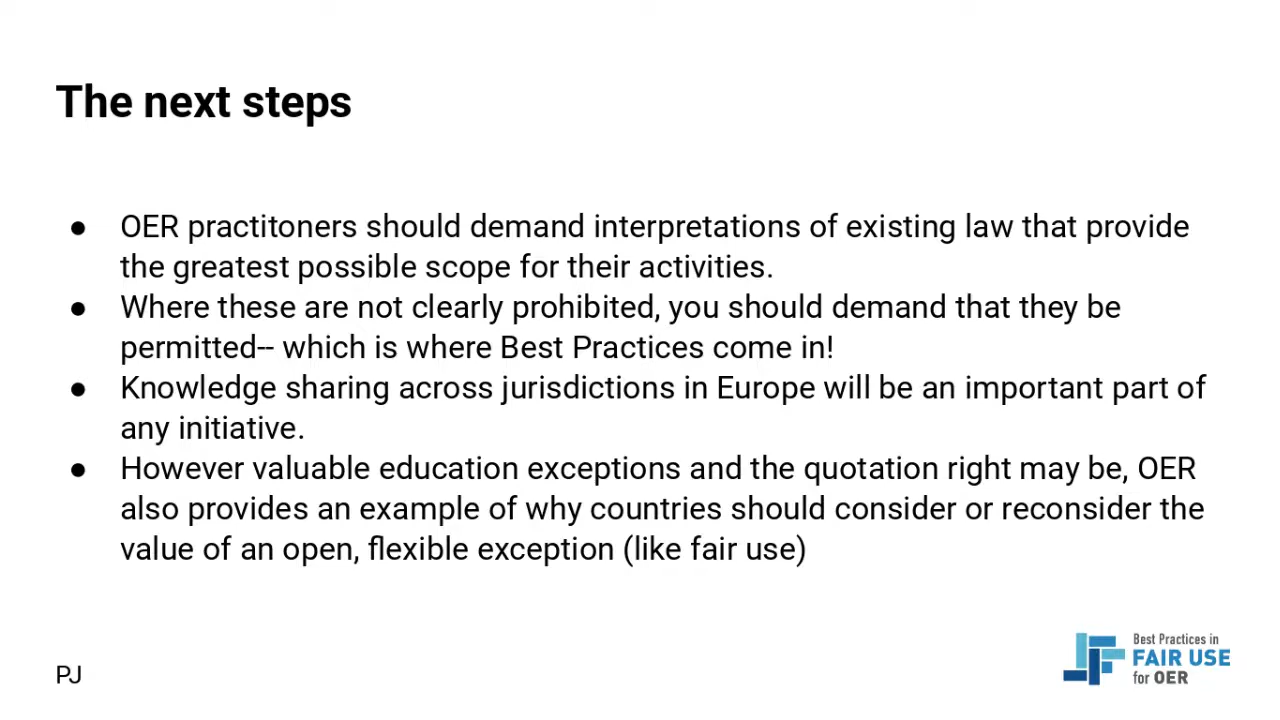 The next steps
● OER practitoners should demand interpretations of existing law that provide
the greatest possible scope for their activities.
● Where these are not clearly prohibited, you should demand that they be
permitted-- which is where Best Practices come in!
● Knowledge sharing across jurisdictions in Europe will be an important part of
any initiative.
● However valuable education exceptions and the quotation right may be, OER
also provides an example of why countries should consider or reconsider the
value of an open, flexible exception (like fair use)
PJ
Best Practices in
FAIR USE
for OER